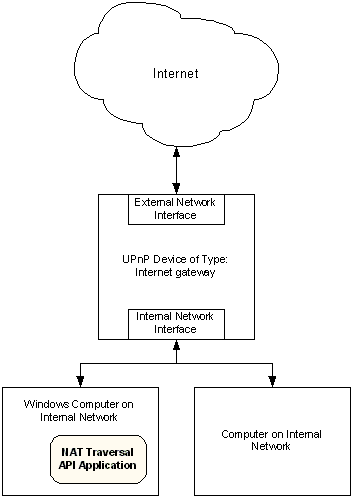 Internet
External Network
Interface
UPnP Device of Type:
Internet gateway
Internal Network
Interface
Windows Computer on
Internal Network
NAT Traversal
API Application
Computer on Internal
Network